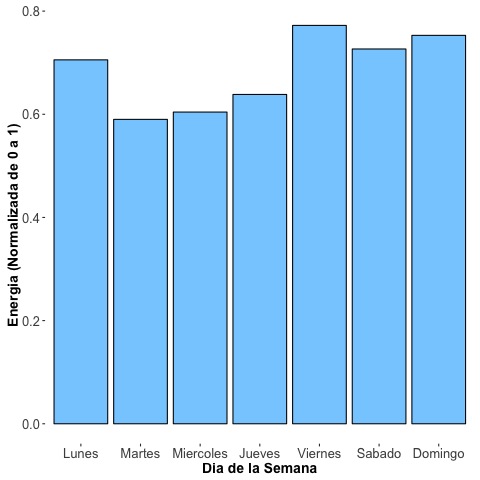 Energia (Normalizada de 0 a 1)
0.8
0.6
0.4
0.2
0.0
Lunes Martes Miercoles Jueves Viernes Sabado Domingo
Dia de la Semana